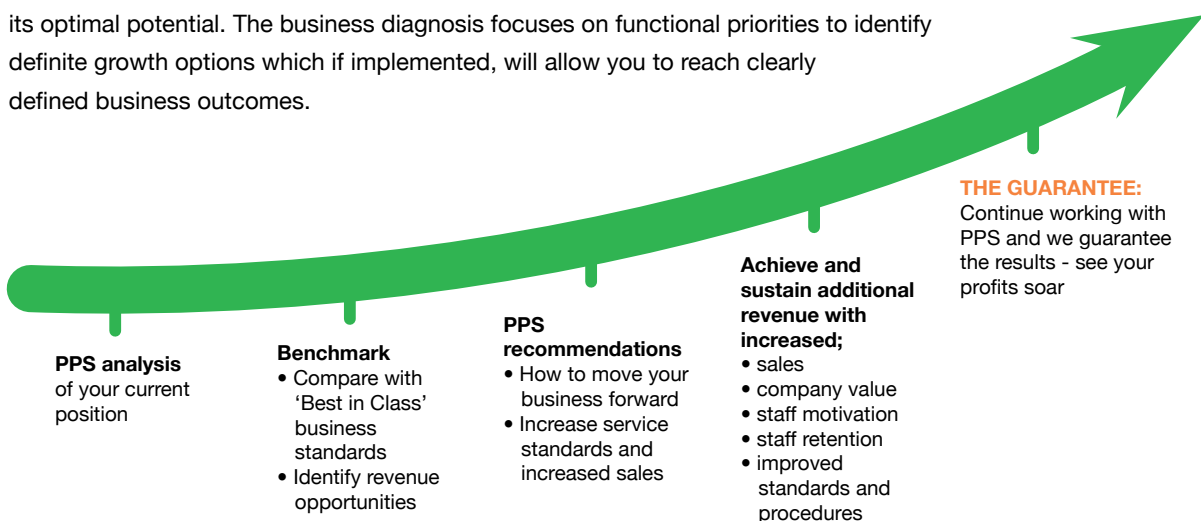 its optimal potential. The business diagnosis focuses on functional priorities to identify
definite growth options which if implemented, will allow you to reach clearly
defined business outcomes.
PPS analysis
of your current
position
Benchmark
• Compare with
‘Best in Class’
business
standards
• Identify revenue
opportunities
PPS
recommendations
• How to move your
business forward
• Increase service
standards and
increased sales
Achieve and
sustain additional
revenue with
increased;
• sales
• company value
• staff motivation
• staff retention
• improved
standards and
procedures
THE GUARANTEE:
Continue working with
PPS and we guarantee
the results - see your
profits soar